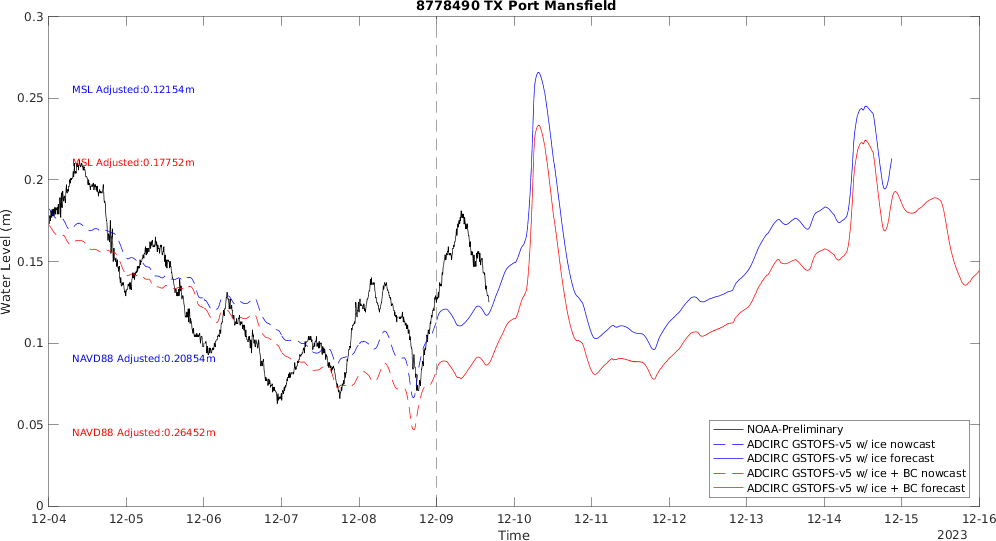 8778490 TX Port Mansfield
0.3
0.25
0.2
0.15
0.1
0.05
0
Water Level (m)
MSL Adjusted:0.12154m
MSL Adjusted:0.17752m
NAVD88 Adjusted:0.20854m
NAVD88 Adjusted:0.26452m
NOAA-Preliminary
ADCIRC GSTOFS-v5 w/ ice nowcast
ADCIRC GSTOFS-v5 w/ ice forecast
ADCIRC GSTOFS-v5 w/ ice + BC nowcast
ADCIRC GSTOFS-v5 w/ ice + BC forecast
12-04 12-05 12-06 12-07 12-08 12-09 12-10 12-11 12-12 12-13 12-14 12-15 12-16
Time
2023